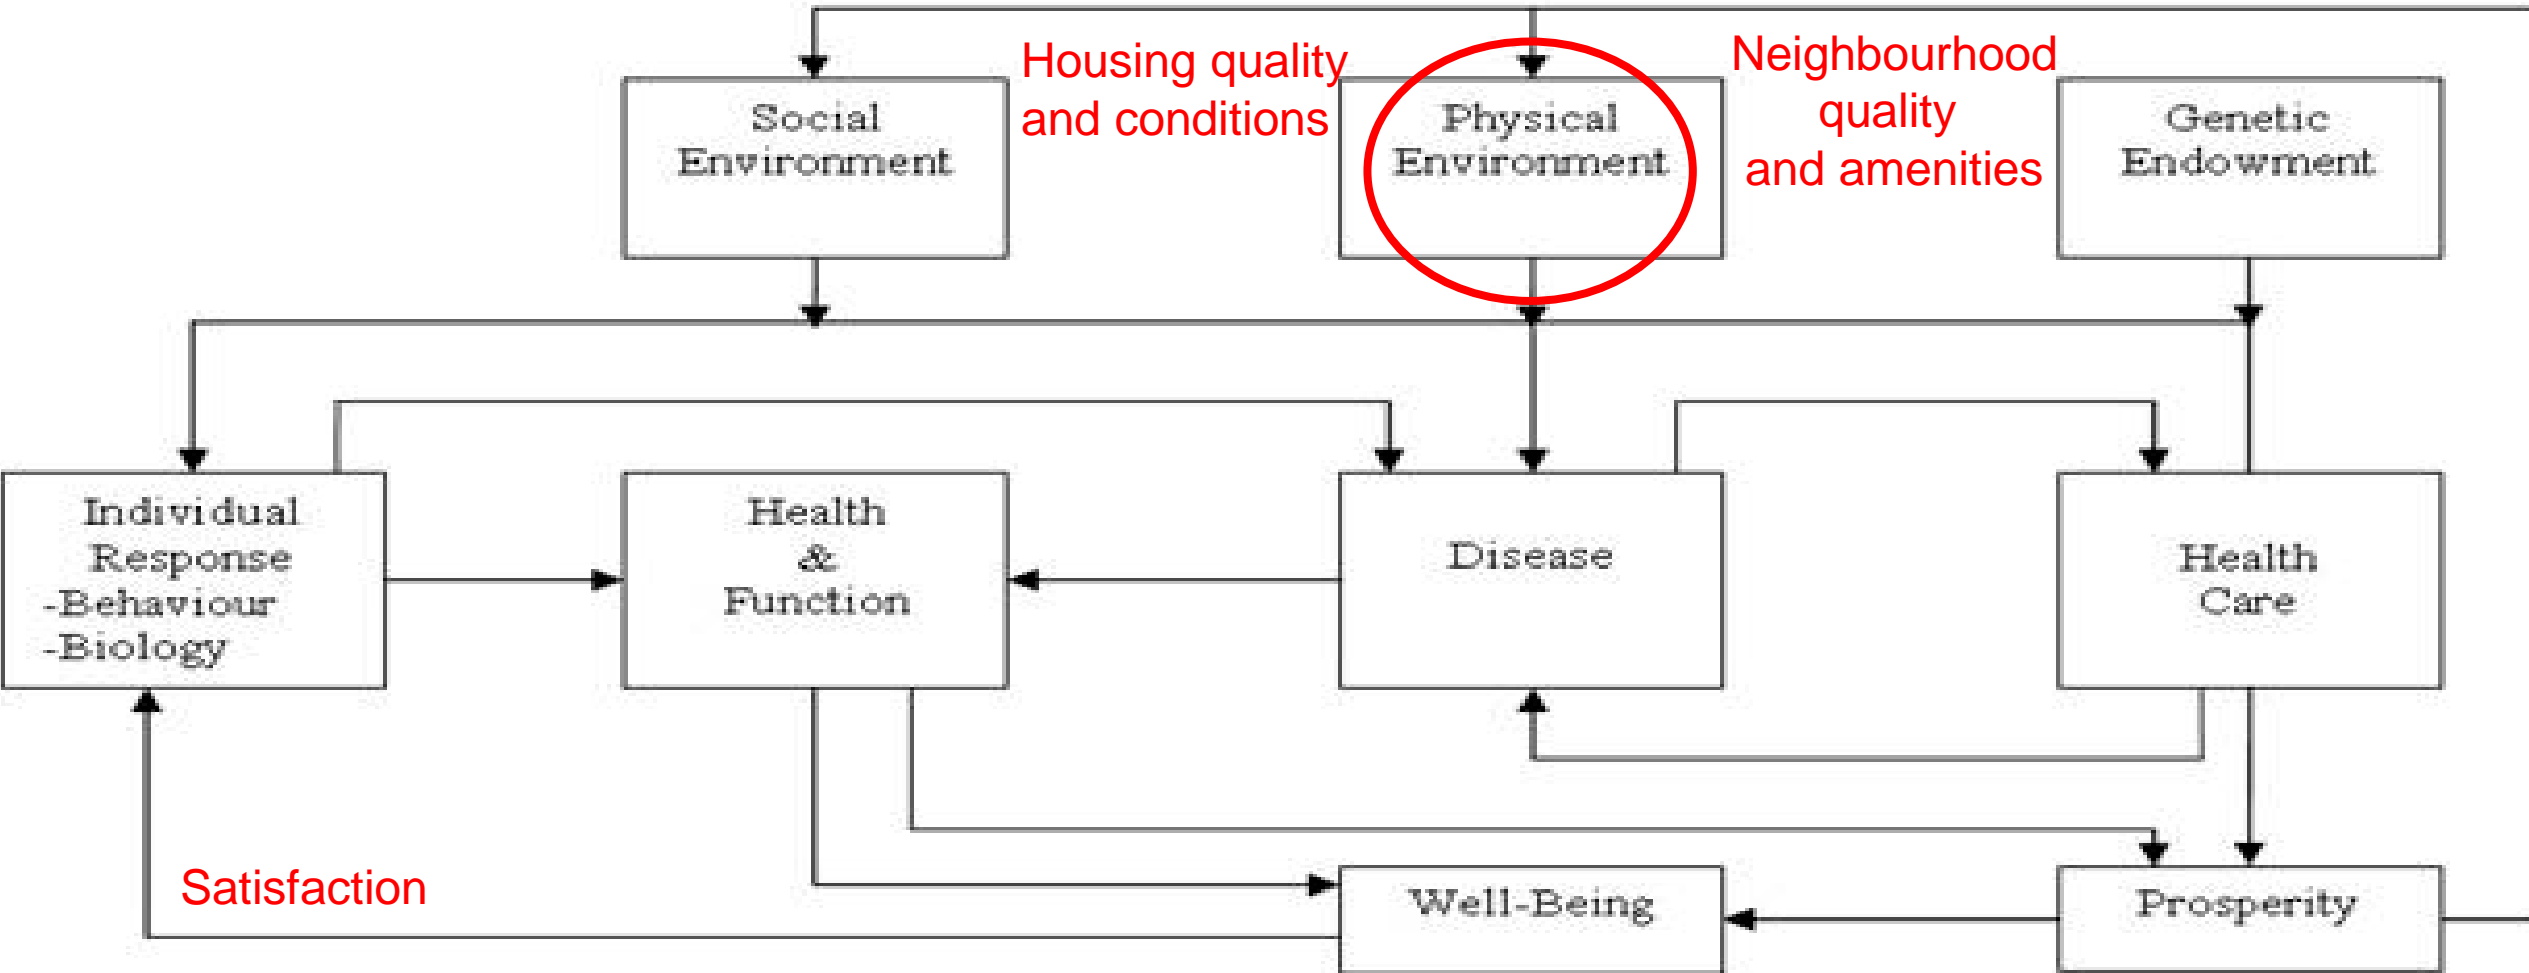 Social
Environment
Housing quality
and conditions
Physical
Environment
Neighbourhood
quality
and amenities
Genetic
Endowment
Individual
Response
-Behaviour
-Biology
Health
&
Function
Disease
Health
Care
Satisfaction
Well-Being
Prosperity